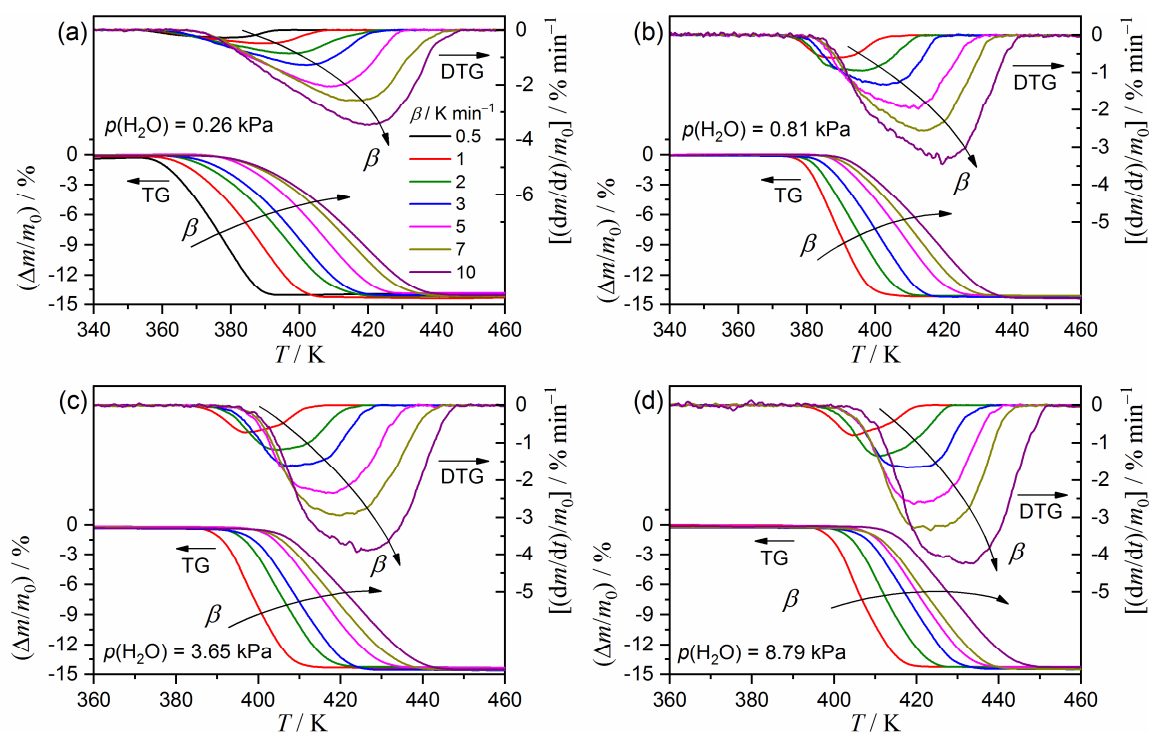 (a)
DTG
β
p(H₂O) = 0.26 kPa
β / K min⁻¹
0.5
1
2
3
5
7
10
TG
β
0
-3
-6
-9
-12
-15
(Δm/m₀) / %
0
-2
-4
-6
[(dm/dt)/m₀] / % min⁻¹
340 360 380 400 420 440 460
T / K
(b)
DTG
β
p(H₂O) = 0.81 kPa
TG
β
0
-3
-6
-9
-12
-15
(Δm/m₀) / %
0
-1
-2
-3
-4
-5
[(dm/dt)/m₀] / % min⁻¹
340 360 380 400 420 440 460
T / K
(c)
DTG
β
TG
β
p(H₂O) = 3.65 kPa
0
-3
-6
-9
-12
-15
(Δm/m₀) / %
0
-1
-2
-3
-4
-5
[(dm/dt)/m₀] / % min⁻¹
360 380 400 420 440 460
T / K
(d)
DTG
β
TG
β
p(H₂O) = 8.79 kPa
0
-3
-6
-9
-12
-15
(Δm/m₀) / %
0
-1
-2
-3
-4
-5
[(dm/dt)/m₀] / % min⁻¹
360 380 400 420 440 460
T / K